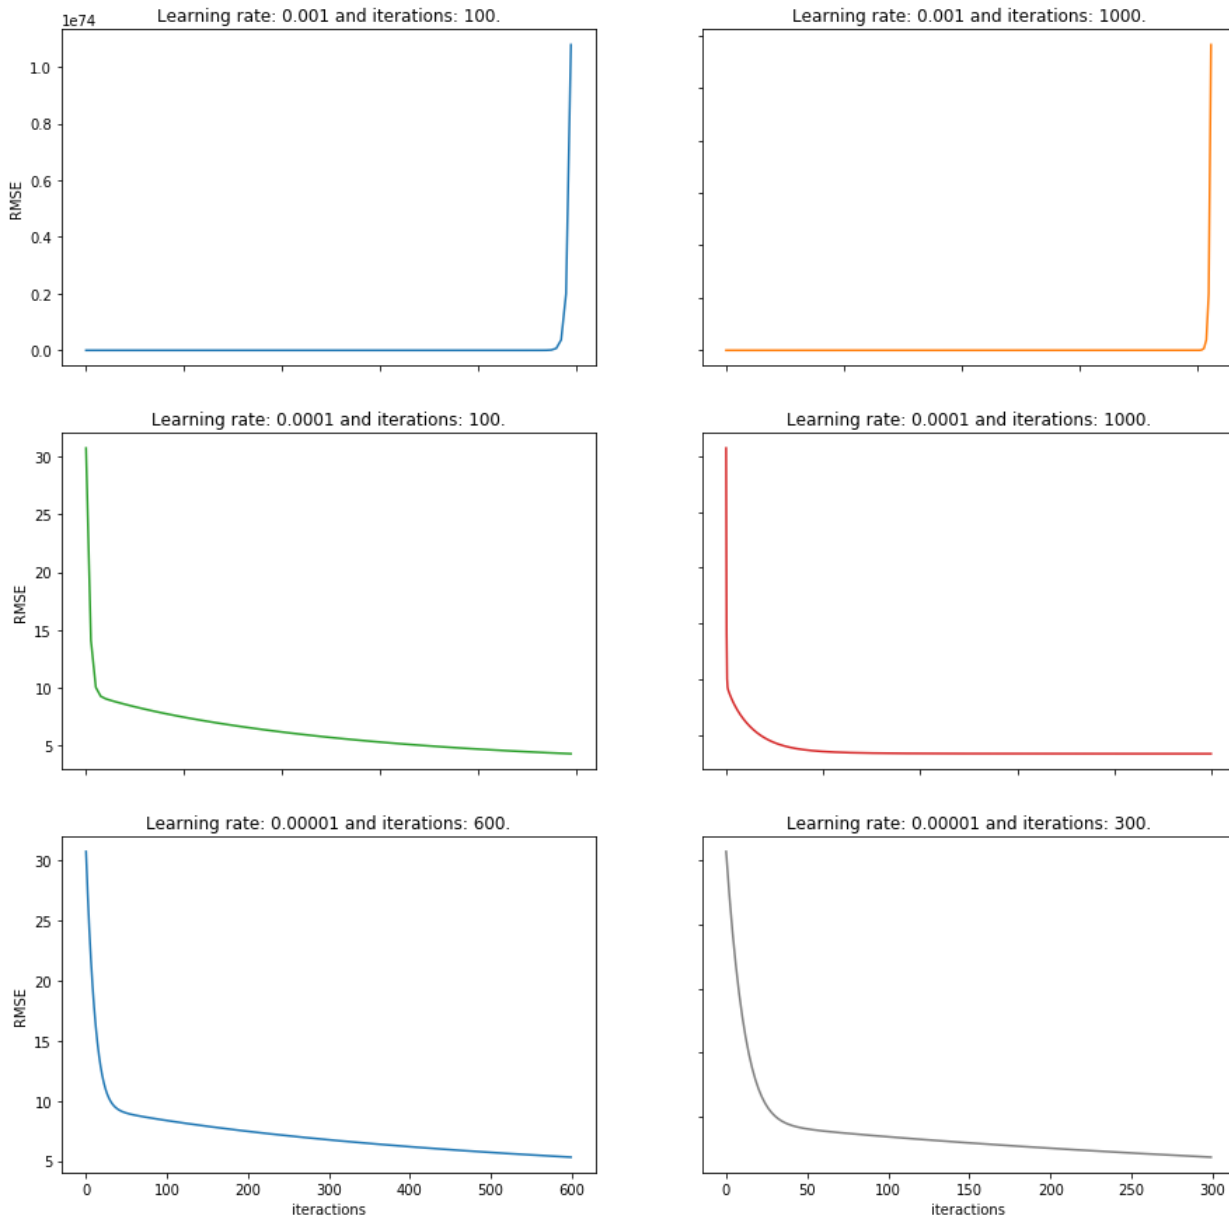 Learning rate: 0.001 and iterations: 100.
Learning rate: 0.001 and iterations: 1000.
1e74
1.0
0.8
0.6
0.4
0.2
0.0
RMSE
Learning rate: 0.0001 and iterations: 100.
Learning rate: 0.0001 and iterations: 1000.
30
25
20
15
10
5
RMSE
Learning rate: 0.00001 and iterations: 600.
Learning rate: 0.00001 and iterations: 300.
30
25
20
15
10
5
RMSE
0 100 200 300 400 500 600
0 50 100 150 200 250 300
iteractions
iteractions